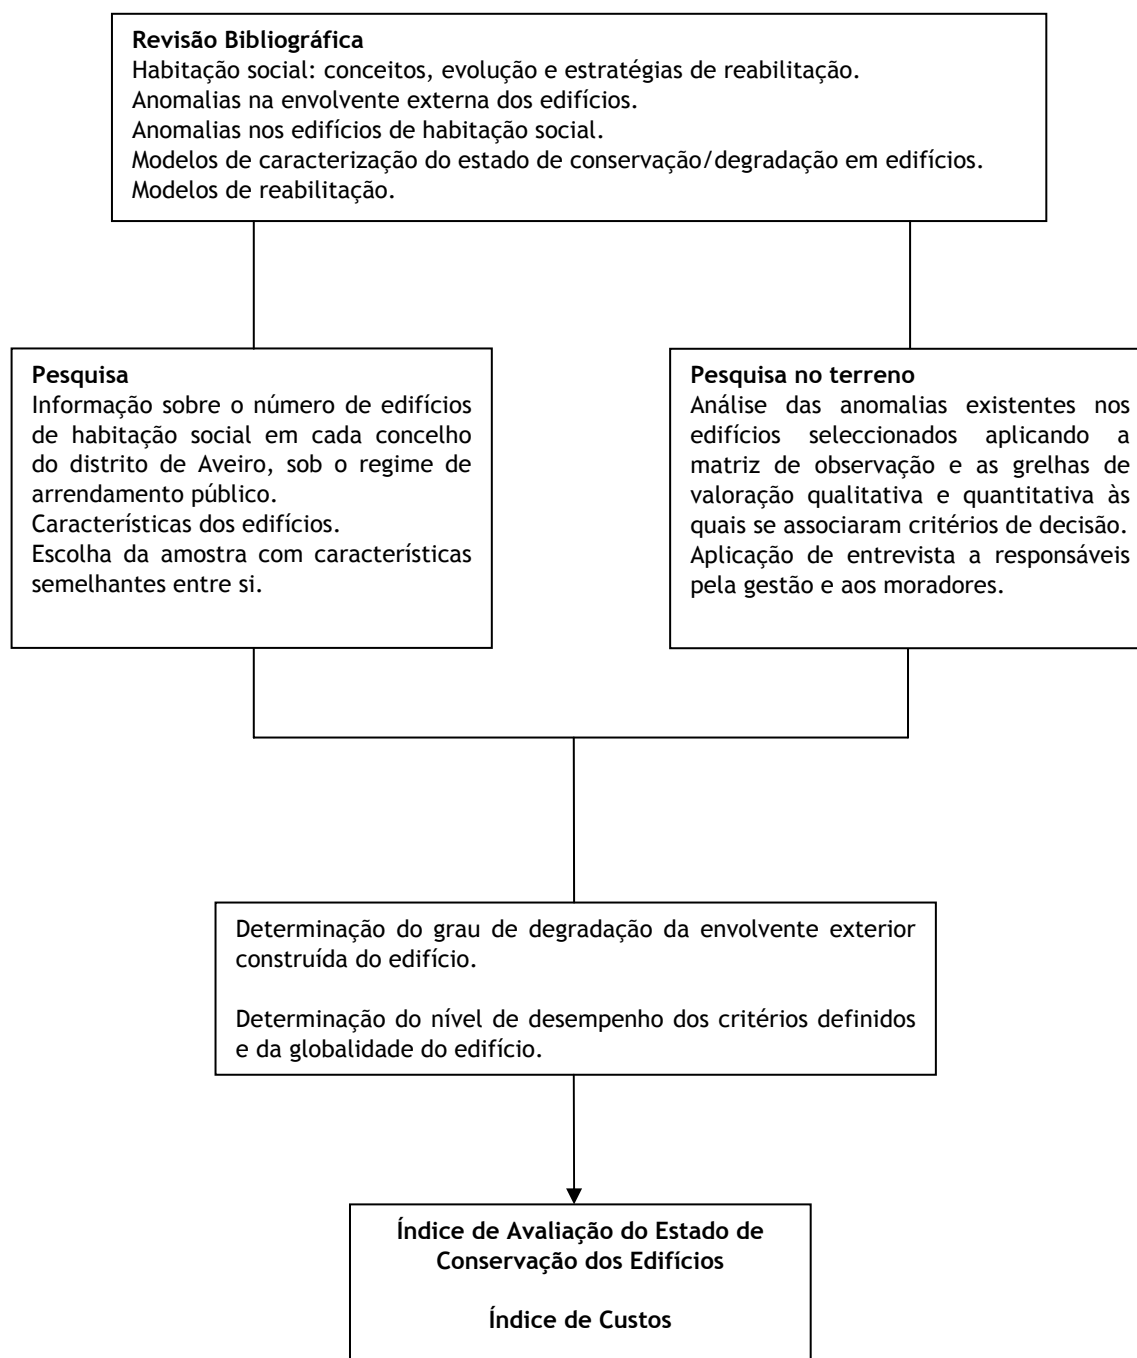 Revisão Bibliográfica
Habitação social: conceitos, evolução e estratégias de reabilitação.
Anomalias na envolvente externa dos edifícios.
Anomalias nos edifícios de habitação social.
Modelos de caracterização do estado de conservação/degradação em edifícios.
Modelos de reabilitação.
Pesquisa
Informação sobre o número de edifícios
de habitação social em cada concelho
do distrito de Aveiro, sob o regime de
arrendamento público.
Características dos edifícios.
Escolha da amostra com características
semelhantes entre si.
Pesquisa no terreno
Análise das anomalias existentes nos
edifícios seleccionados aplicando a
matriz de observação e as grelhas de
valoração qualitativa e quantitativa às
quais se associaram critérios de decisão.
Aplicação de entrevista a responsáveis
pela gestão e aos moradores.
Determinação do grau de degradação da envolvente exterior
construída do edifício.
Determinação do nível de desempenho dos critérios definidos
e da globalidade do edifício.
Índice de Avaliação do Estado de
Conservação dos Edifícios
Índice de Custos